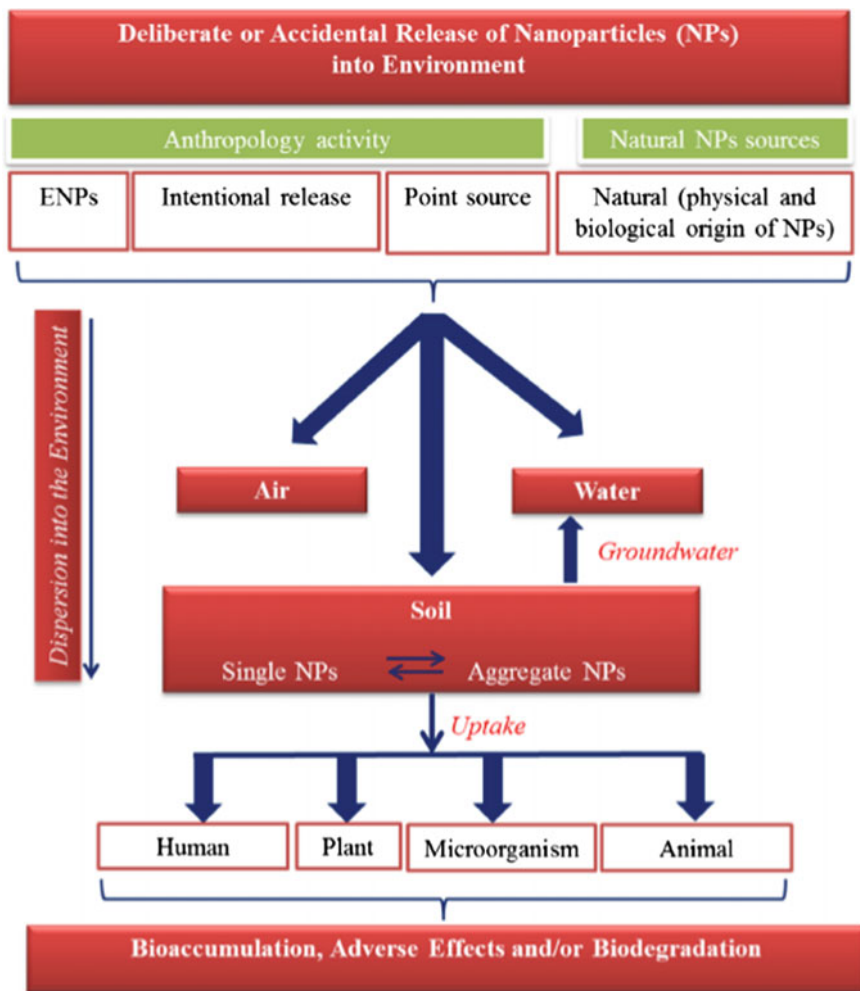 Deliberate or Accidental Release of Nanoparticles (NPs)
into Environment
Anthropology activity
Natural NPs sources
ENPs
Intentional release
Point source
Natural (physical and
biological origin of NPs)
Dispersion into the Environment
Air
Water
Groundwater
Soil
Single NPs
Aggregate NPs
Uptake
Human
Plant
Microorganism
Animal
Bioaccumulation, Adverse Effects and/or Biodegradation